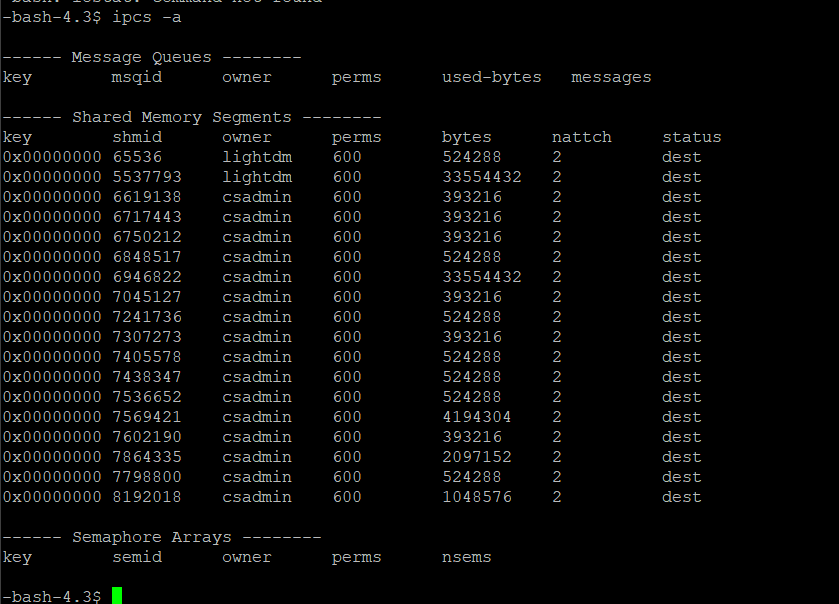 -bash-4.3$ ipcs -a
------ Message Queues --------
key        msqid      owner      perms      used-bytes   messages
------ Shared Memory Segments --------
key        shmid      owner      perms      bytes      nattch     status
0x00000000 65536      lightdm    600        524288     2          dest
0x00000000 5537793    lightdm    600        33554432   2          dest
0x00000000 6619138    csadmin    600        393216     2          dest
0x00000000 6717443    csadmin    600        393216     2          dest
0x00000000 6750212    csadmin    600        393216     2          dest
0x00000000 6848517    csadmin    600        524288     2          dest
0x00000000 6946822    csadmin    600        33554432   2          dest
0x00000000 7045127    csadmin    600        393216     2          dest
0x00000000 7241736    csadmin    600        524288     2          dest
0x00000000 7307273    csadmin    600        393216     2          dest
0x00000000 7405578    csadmin    600        524288     2          dest
0x00000000 7438347    csadmin    600        524288     2          dest
0x00000000 7536652    csadmin    600        524288     2          dest
0x00000000 7569421    csadmin    600        4194304    2          dest
0x00000000 7602190    csadmin    600        393216     2          dest
0x00000000 7864335    csadmin    600        2097152    2          dest
0x00000000 7798800    csadmin    600        524288     2          dest
0x00000000 8192018    csadmin    600        1048576    2          dest
------ Semaphore Arrays --------
key        semid      owner      perms      nsems
-bash-4.3$